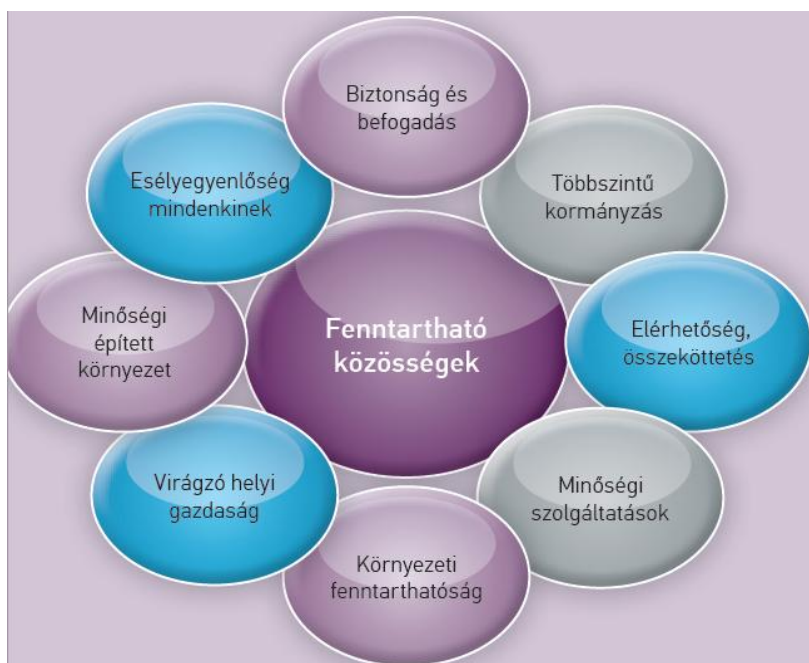 Biztonság és
befogadás
Esélyegyenlőség
mindenkinek
Többszintű
kormányzás
Minőségi
épített
környezet
Fenntartható
közösségek
Elérhetőség,
összeköttetés
Virágzó helyi
gazdaság
Minőségi
szolgáltatások
Környezeti
fenntarthatóság